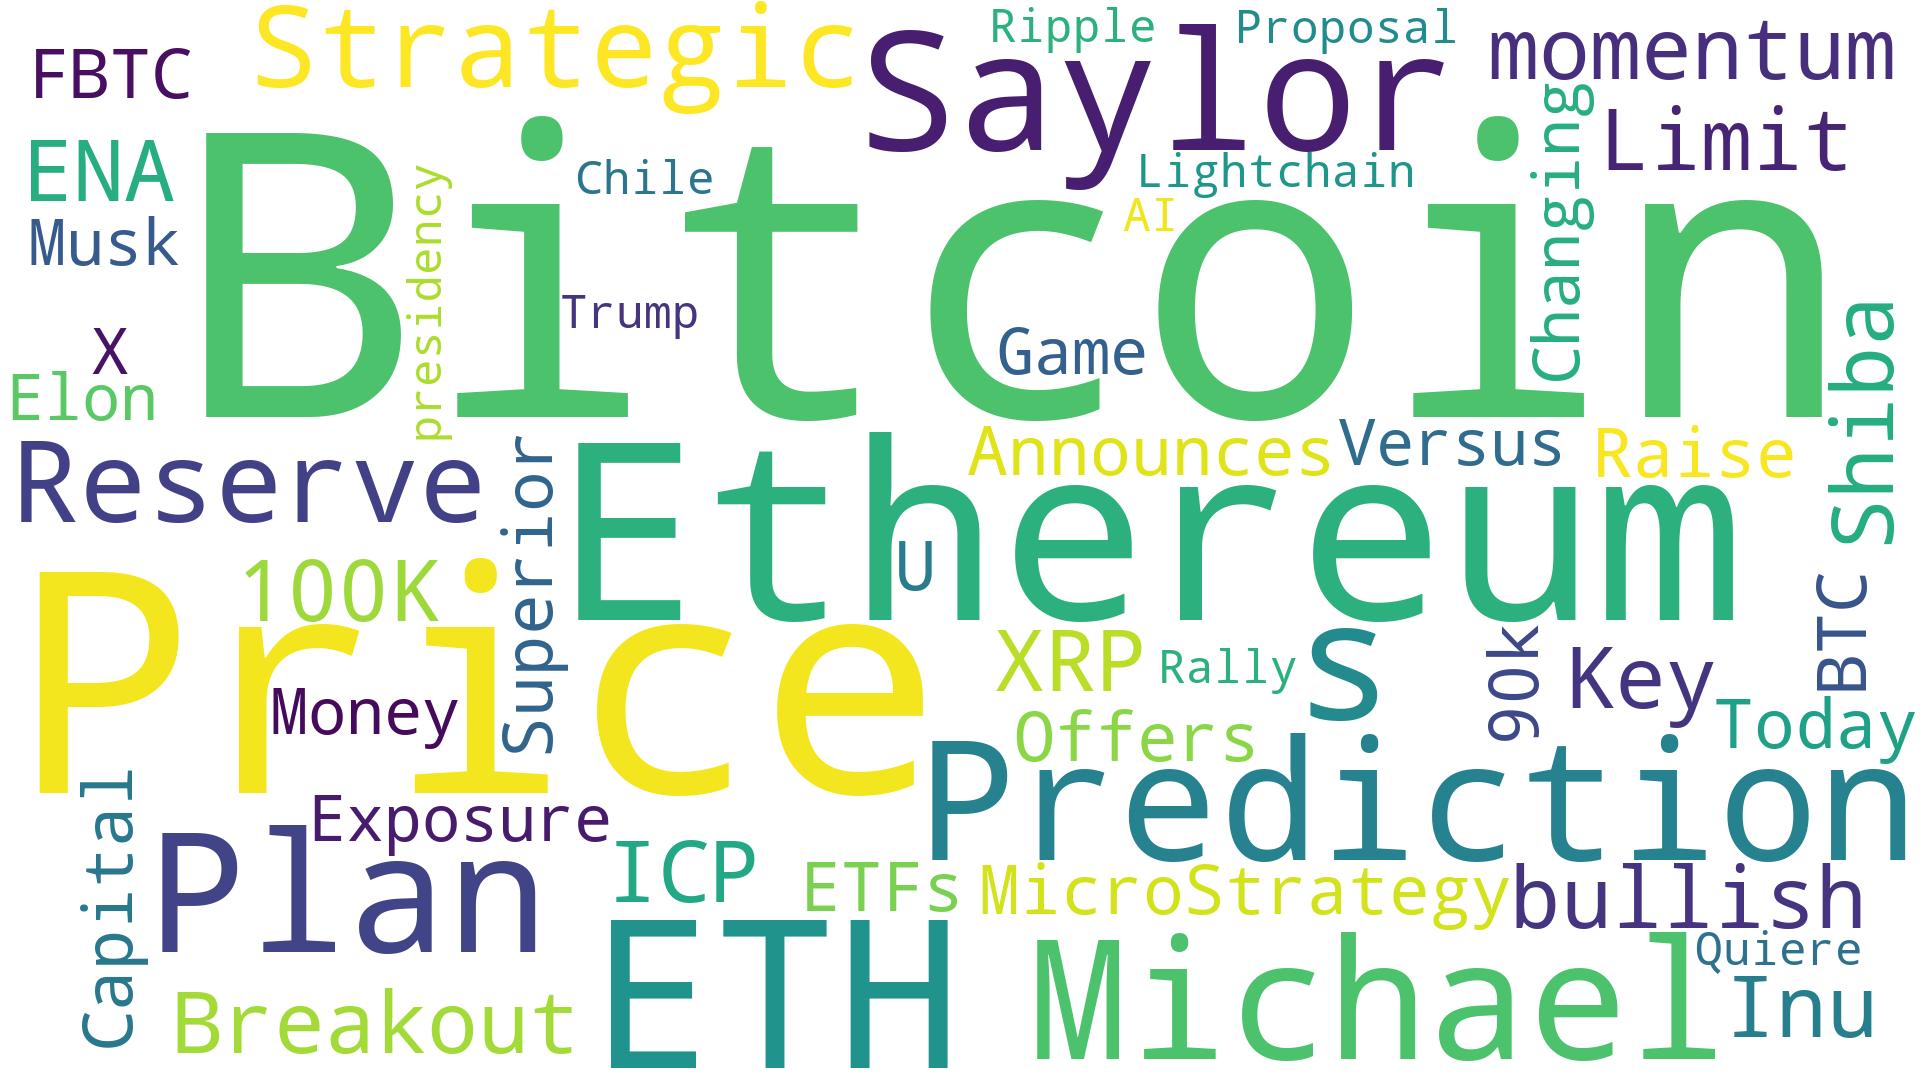 FBTC
Strategic
Saylor
Ripple
Proposal
momentum
Limit
ENA
Bitcoin
Chile
Lightchain
AI
Changing
Musk
presidency
Trump
Game
X
Elon
Shiba
Reserve
Superior
Ethereum
Announces
Versus
Raise
U
100K
Price
Money
XRP
Rally
s
90k
Key
BTC
Today
Offers
Prediction
Capital
Plan
Exposure
ICP
ETFs
MicroStrategy
bullish
Breakout
ETH
Michael
Quiere
Inu